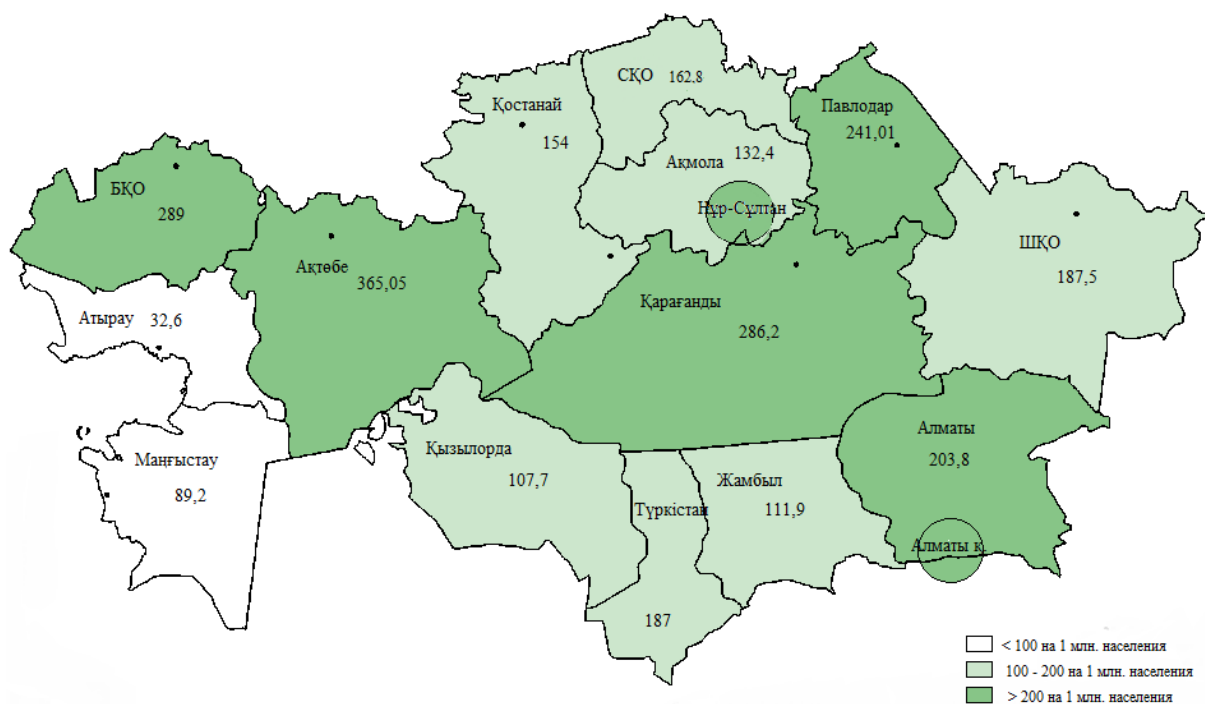 СҚО 162.8
Қостанай
154
Павлодар
241,01
Ақмола 132,4
Нұр-Сұлтан
БҚО
289
ШҚО
187,5
Ақтөбе
365,05
Қарағанды
286,2
Атырау 32,6
Маңғыстау
89,2
Қызылорда
107,7
Түркістан
187
Жамбыл
111,9
Алматы
203,8
Алматы қ.
< 100 на 1 млн. населения
100 - 200 на 1 млн. населения
> 200 на 1 млн. населения